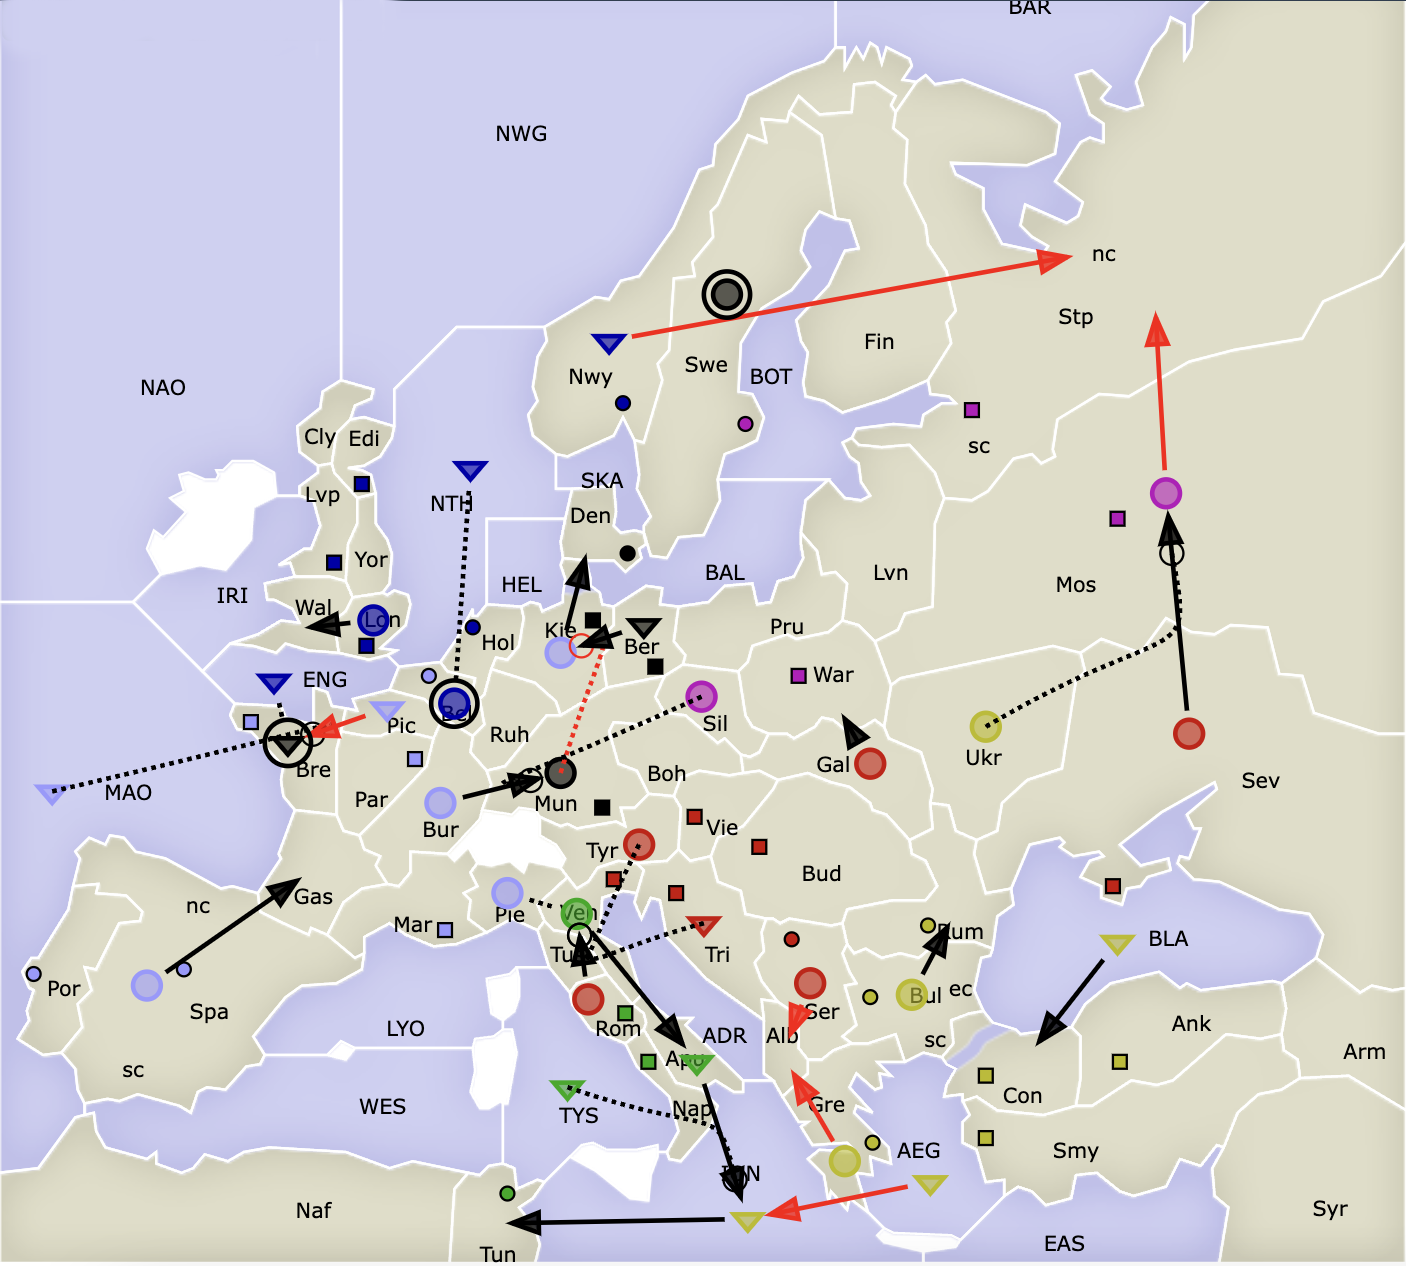 BAR
NWG
nc
Stp
Fin
Swe
Nwy
BOT
NAO
Cly
Edi
sc
SKA
Lvp
NTH
Den
Yor
HEL
BAL
Lvn
Mos
IRI
Wal
Lon
Kie
Hol
Ber
Pru
War
ENG
Bel
Pic
Sil
Ruh
Gal
Ukr
Bre
Boh
Mun
Sev
MAO
Par
Bur
Vie
Tyr
Bud
nc
Gas
Pie
Ven
Mar
Rum
BLA
Tus
Tri
Por
Bul
ec
Spa
Ser
Rom
LYO
ADR
Alb
sc
Ank
Arm
Apu
sc
Con
WES
TYS
Nap
Gre
AEG
Smy
ION
Naf
Syr
EAS
Tun